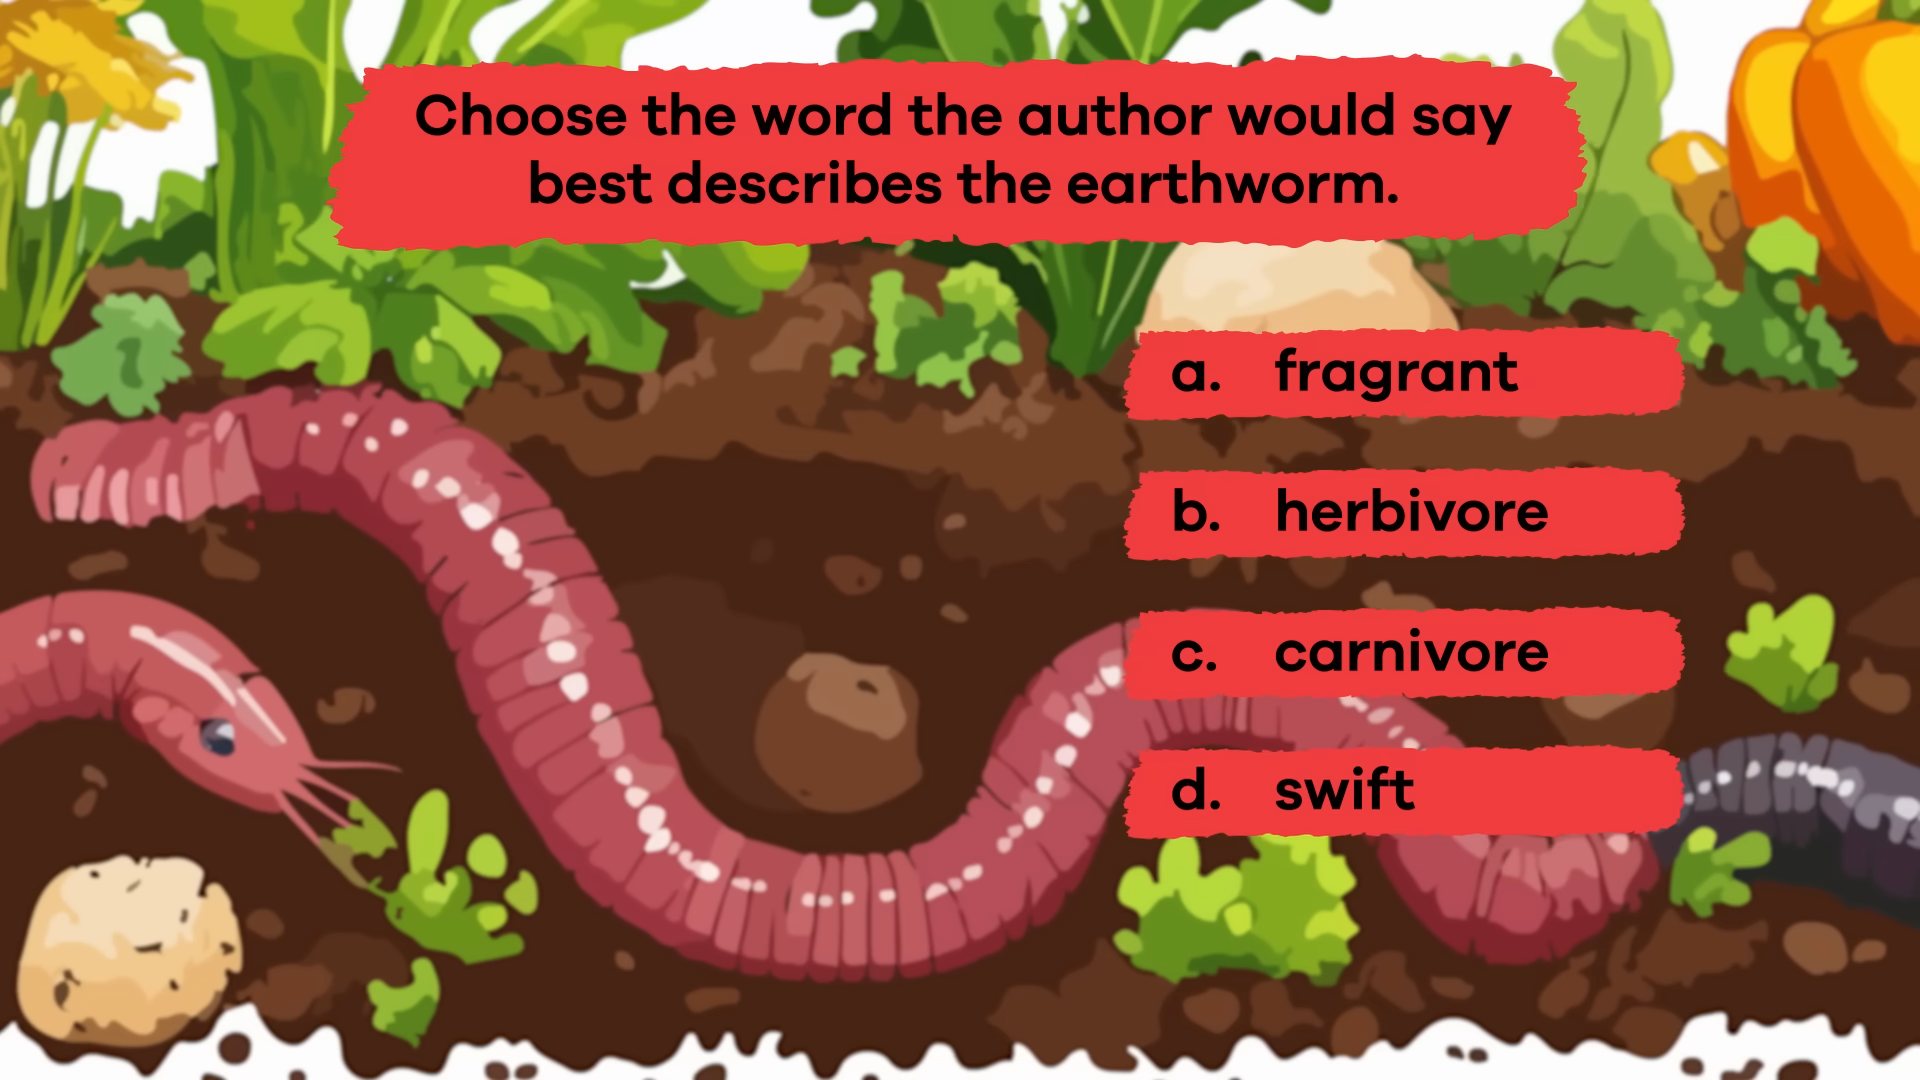 Choose the word the author would say
best describes the earthworm.
a. fragrant
b. herbivore
c. carnivore
d. swift